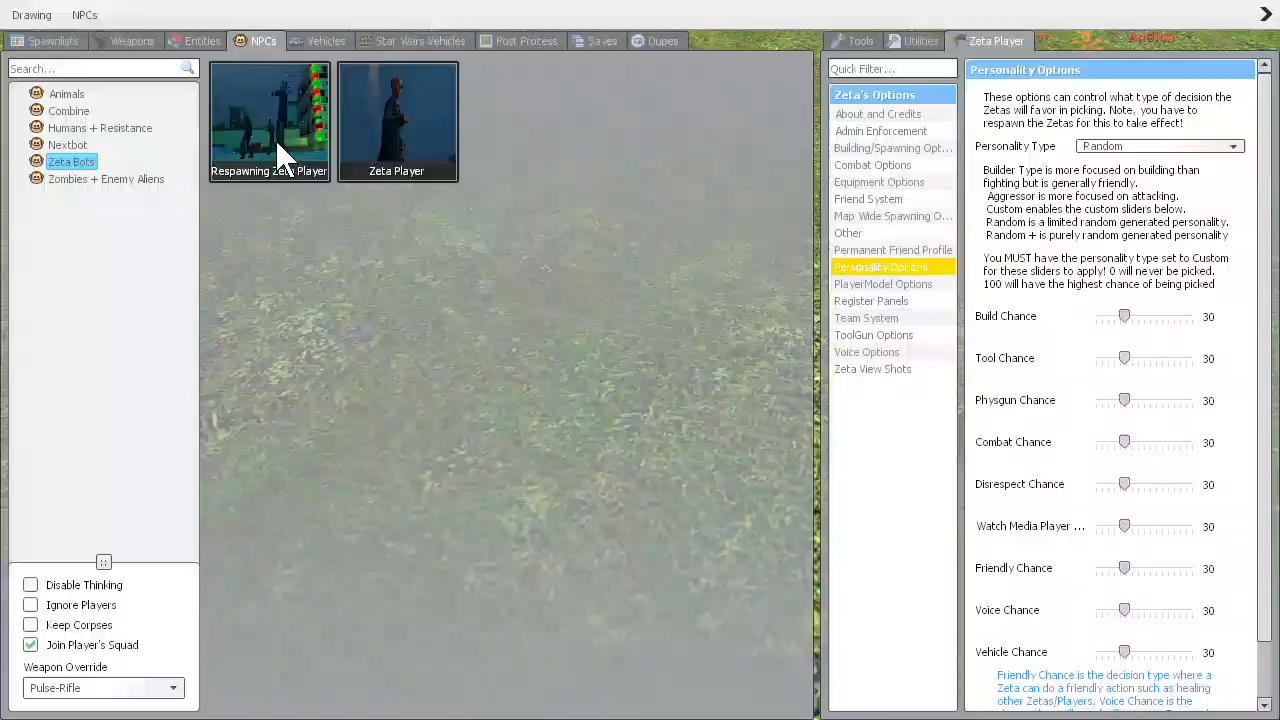 Drawing NPCs
Spawnlists Weapons Entities NPCs Vehicles Star Wars Vehicles Post Process Saves Dupes
Search...
Animals
Combine
Humans + Resistance
Nextbot
Zeta Bots
Zombies + Enemy Aliens
Respawning Zeta Player
Zeta Player
Disable Thinking
Ignore Players
Keep Corpses
Join Player's Squad
Weapon Override
Pulse-Rifle
Tools Utilities Zeta Player
Quick Filter...
Zeta's Options
About and Credits
Admin Enforcement
Building/Spawning Opt...
Combat Options
Equipment Options
Friend System
Map Wide Spawning O...
Other
Permanent Friend Profile
Personality Options
PlayerModel Options
Register Panels
Team System
ToolGun Options
Voice Options
Zeta View Shots
Personality Options
These options can control what type of decision the
Zetas will favor in picking. Note, you have to
respawn the Zetas for this to take effect!
Personality Type Random
Builder Type is more focused on building than
fighting but is generally friendly.
Aggressor is more focused on attacking.
Custom enables the custom sliders below.
Random is a limited random generated personality.
Random + is purely random generated personality
You MUST have the personality type set to Custom
for these sliders to apply! 0 will never be picked.
100 will have the highest chance of being picked
Build Chance 30
Tool Chance 30
Physgun Chance 30
Combat Chance 30
Disrespect Chance 30
Watch Media Player ... 30
Friendly Chance 30
Voice Chance 30
Vehicle Chance 30
Friendly Chance is the decision type where a
Zeta can do a friendly action such as healing
other Zetas/Players. Voice Chance is the